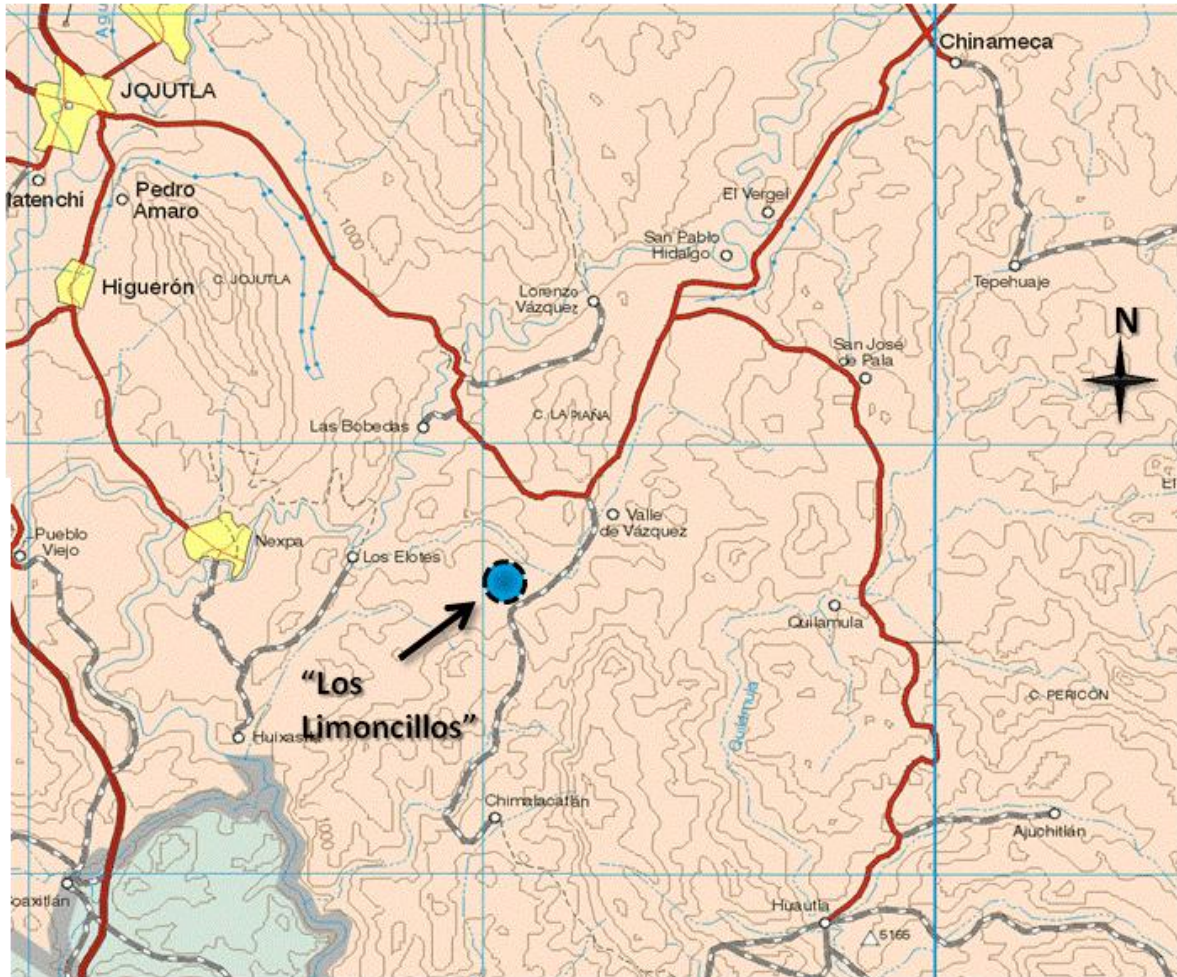 Agu
Chinameca
JOJUTLA
Pedro
Amaro
El Vergel
San Pablo
Hidalgo
1000
C. JOJUTLA
Tepehuaje
Higuerón
Lorenzo
Vázquez
N
San José
de Pala
C. LA PIAÑA
Las Bobedas
El
Valle
de Vázquez
Pueblo
Viejo
Nexpa
Los Elotes
Quilamula
"Los
Limoncillos"
C. PERICÓN
Quilamula
Chimalacatlán
1000
Ajuchitlán
oaxitlán
Huautla
5165